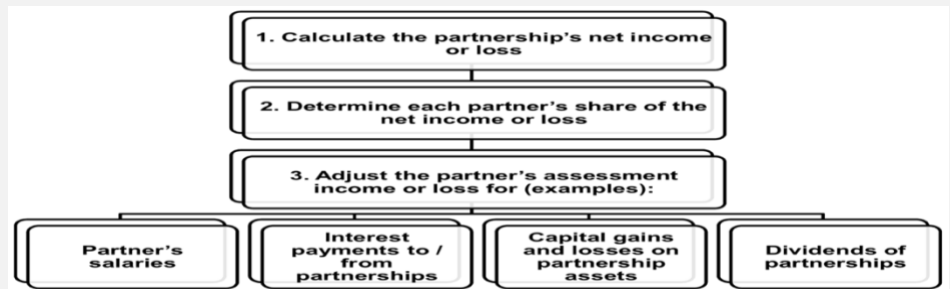 1. Calculate the partnership's net income
or loss
2. Determine each partner's share of the
net income or loss
3. Adjust the partner's assessment
income or loss for (examples):
Partner's
salaries
Interest
payments to /
from
partnerships
Capital gains
and losses on
partnership
assets
Dividends of
partnerships